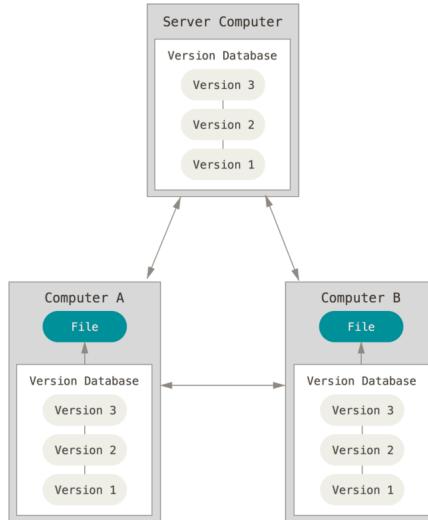 Server Computer
Version Database
Version 3
Version 2
Version 1
Computer A
File
Version Database
Version 3
Version 2
Version 1
Computer B
File
Version Database
Version 3
Version 2
Version 1